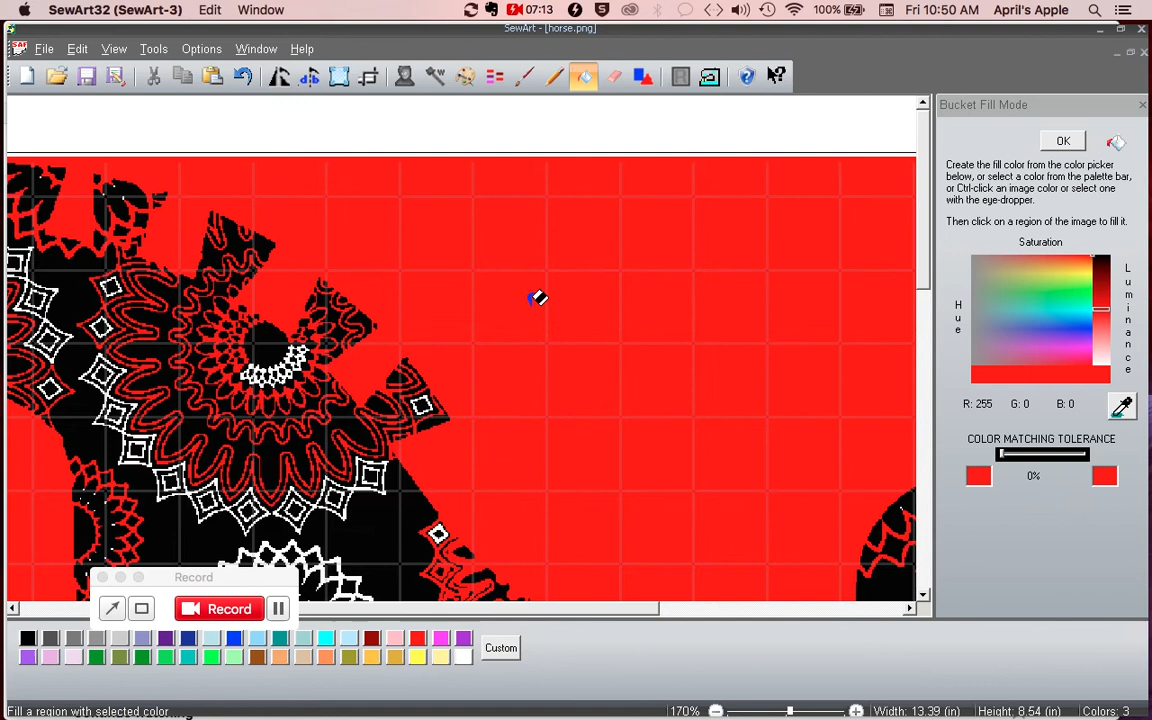 SewArt32 (SewArt-3) Edit Window 07:13 100% Fri 10:50 AM April's Apple
SewArt - [horse.png]
File Edit View Tools Options Window Help
Bucket Fill Mode
OK
Create the fill color from the color picker
below, or select a color from the palette bar,
or Ctrl-click an image color or select one
with the eye-dropper.
Then click on a region of the image to fill it.
Saturation
Hue
Luminance
R: 255 G: 0 B: 0
COLOR MATCHING TOLERANCE
0%
Record
Record
Custom
Fill a region with selected color
170% Width: 13.39 (in) Height: 8.54 (in) Colors: 3